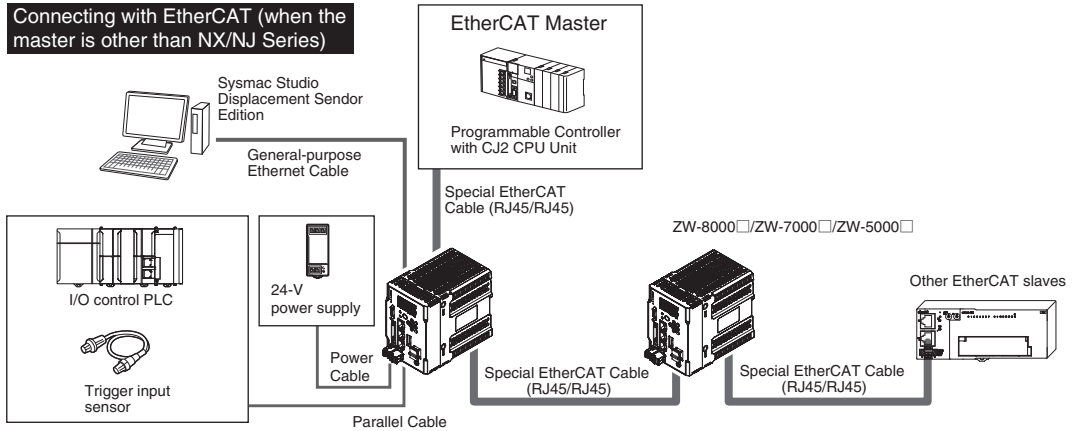 Connecting with EtherCAT (when the
master is other than NX/NJ Series)
EtherCAT Master
Programmable Controller
with CJ2 CPU Unit
Sysmac Studio
Displacement Sendor
Edition
General-purpose
Ethernet Cable
Special EtherCAT
Cable (RJ45/RJ45)
I/O control PLC
Trigger input
sensor
24-V
power supply
Power
Cable
Parallel Cable
Special EtherCAT Cable
(RJ45/RJ45)
ZW-8000□/ZW-7000□/ZW-5000□
Special EtherCAT Cable
(RJ45/RJ45)
Other EtherCAT slaves